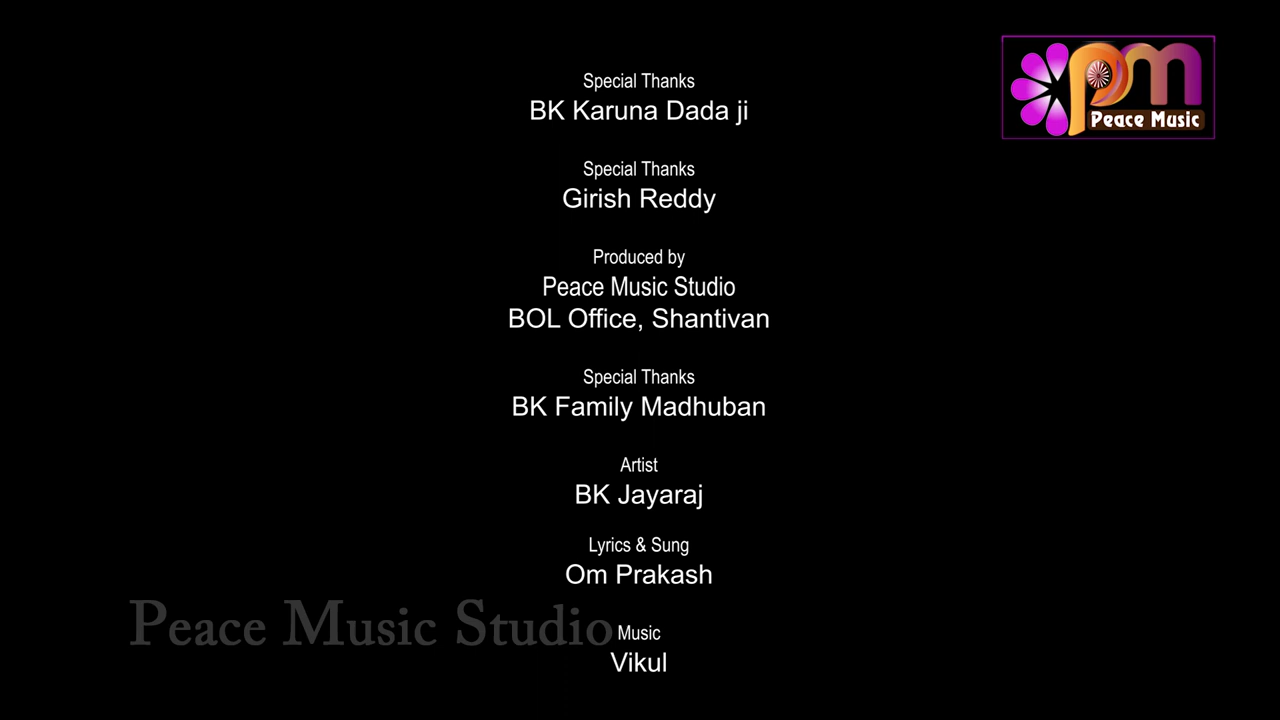 Special Thanks
BK Karuna Dada ji
pm
Peace Music
Special Thanks
Girish Reddy
Produced by
Peace Music Studio
BOL Office, Shantivan
Special Thanks
BK Family Madhuban
Artist
BK Jayaraj
Lyrics & Sung
Om Prakash
Peace Music Studio
Music
Vikul